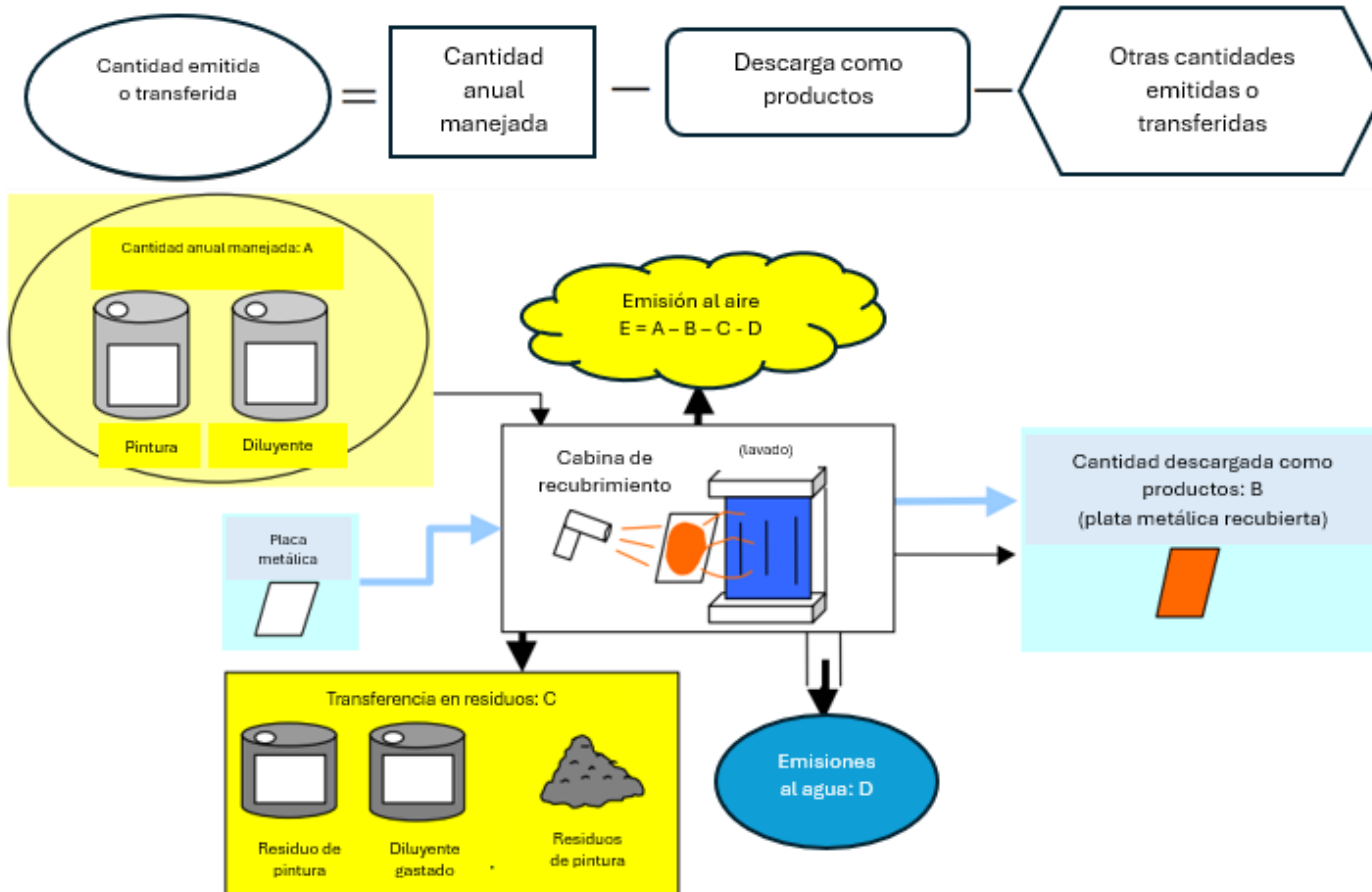 Cantidad emitida
o transferida
=
Cantidad
anual
manejada
—
Descarga como
productos
—
Otras cantidades
emitidas o
transferidas
Cantidad anual manejada: A
Pintura
Diluyente
Emisión al aire
E = A – B – C - D
Cabina de
recubrimiento
(lavado)
Placa
metálica
Cantidad descargada como
productos: B
(plata metálica recubierta)
Transferencia en residuos: C
Residuo de
pintura
Diluyente
gastado
.
Residuos
de pintura
Emisiones
al agua: D